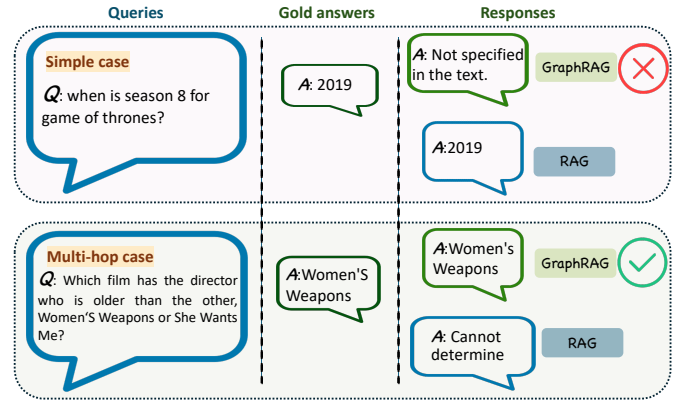 Queries
Gold answers
Responses
Simple case
Q: when is season 8 for
game of thrones?
A: 2019
A: Not specified
in the text.
GraphRAG
A:2019
RAG
Multi-hop case
Q: Which film has the director
who is older than the other,
Women'S Weapons or She Wants
Me?
A:Women'S
Weapons
A:Women's
Weapons
GraphRAG
A: Cannot
determine
RAG